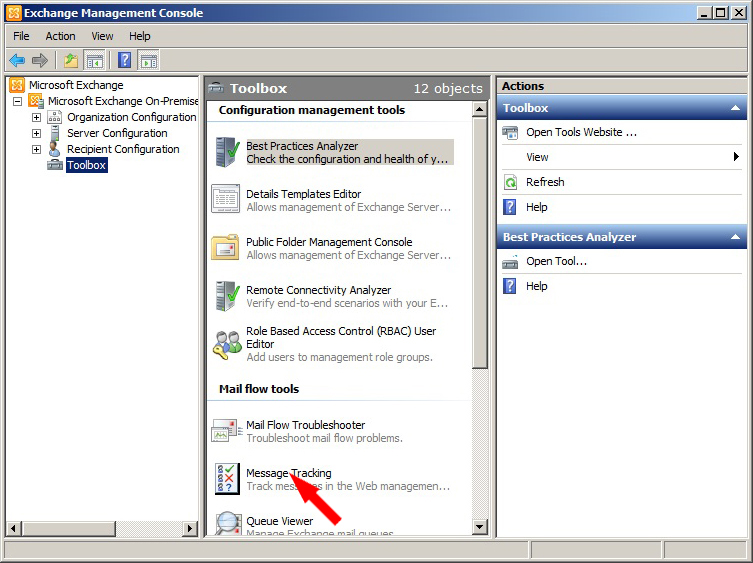 Exchange Management Console
File Action View Help
Microsoft Exchange
Microsoft Exchange On-Premise
Organization Configuration
Server Configuration
Recipient Configuration
Toolbox
Toolbox 12 objects
Configuration management tools
Best Practices Analyzer
Check the configuration and health of y...
Details Templates Editor
Allows management of Exchange Server...
Public Folder Management Console
Allows management of Exchange Server...
Remote Connectivity Analyzer
Verify end-to-end scenarios with your E...
Role Based Access Control (RBAC) User
Editor
Add users to management role groups.
Mail flow tools
Mail Flow Troubleshooter
Troubleshoot mail flow problems.
Message Tracking
Track messages in the Web managemen...
Queue Viewer
Manage Exchange mail queues.
Actions
Toolbox
Open Tools Website ...
View
Refresh
Help
Best Practices Analyzer
Open Tool...
Help